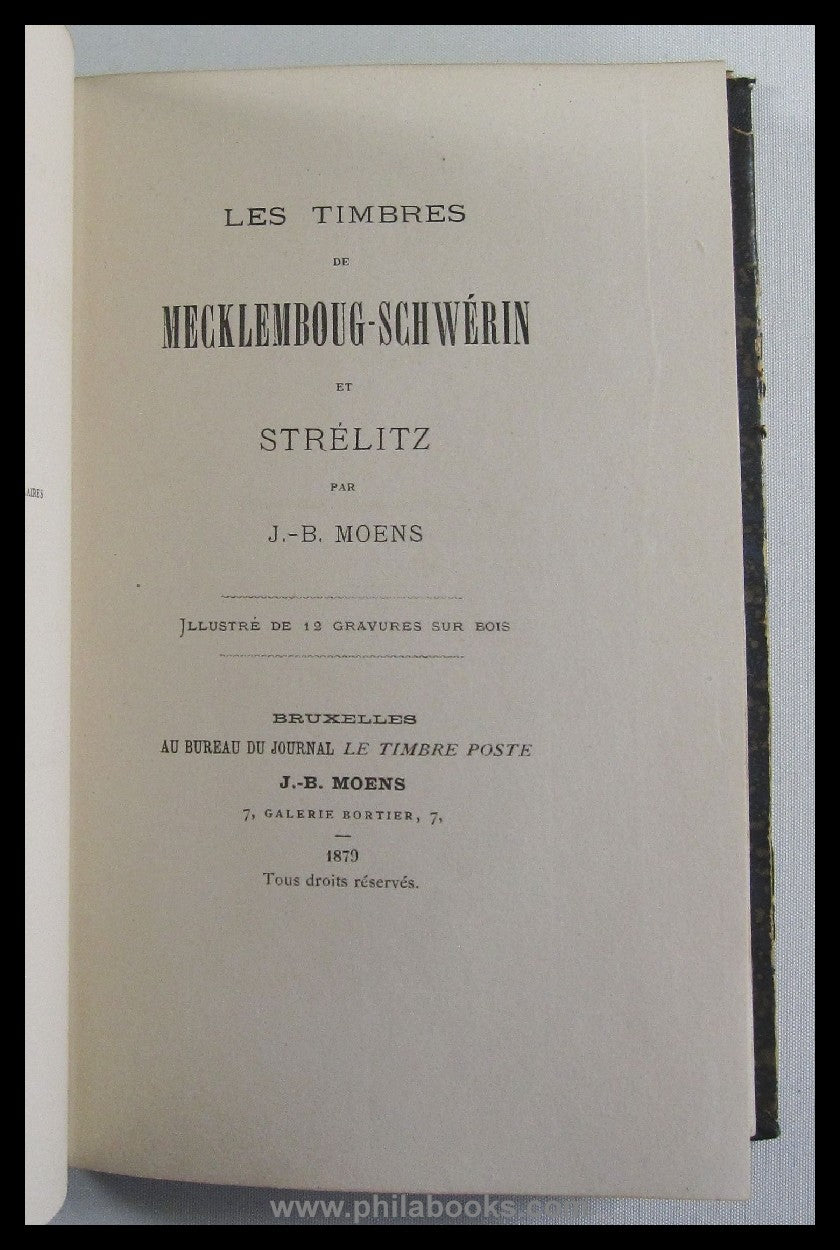 LES TIMBRES
DE
MECKLEMBOUG-SCHWÉRIN
ET
STRÉLITZ
PAR
J.-B. MOENS
ILLUSTRÉ DE 12 GRAVURES SUR BOIS
BRUXELLES
AU BUREAU DU JOURNAL LE TIMBRE POSTE
J.-B. MOENS
7, GALERIE BORTIER, 7,
1879
Tous droits réservés.
www.philabooks.com